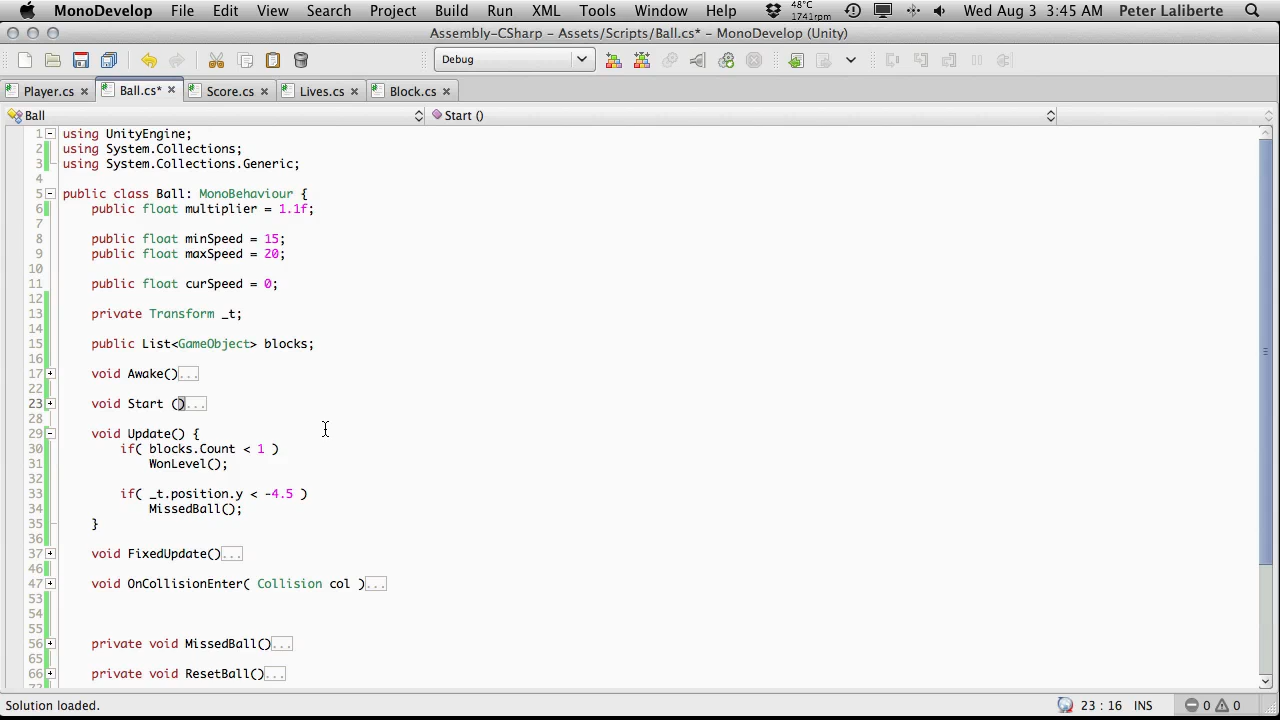 MonoDevelop File Edit View Search Project Build Run XML Tools Window Help 48°C 1741rpm Wed Aug 3 3:45 AM Peter Laliberte
Assembly-CSharp – Assets/Scripts/Ball.cs* – MonoDevelop (Unity)
Debug
Player.cs Ball.cs* Score.cs Lives.cs Block.cs
Ball Start ()
1 using UnityEngine;
2 using System.Collections;
3 using System.Collections.Generic;
4
5 public class Ball: MonoBehaviour {
6 public float multiplier = 1.1f;
7
8 public float minSpeed = 15;
9 public float maxSpeed = 20;
10
11 public float curSpeed = 0;
12
13 private Transform _t;
14
15 public List<GameObject> blocks;
16
17 void Awake()...
22
23 void Start ()...
28
29 void Update() {
30 if( blocks.Count < 1 )
31 WonLevel();
32
33 if( _t.position.y < -4.5 )
34 MissedBall();
35 }
36
37 void FixedUpdate()...
46
47 void OnCollisionEnter( Collision col )...
53
54
55
56 private void MissedBall()...
65
66 private void ResetBall()...
Solution loaded. 23 : 16 INS 0 0